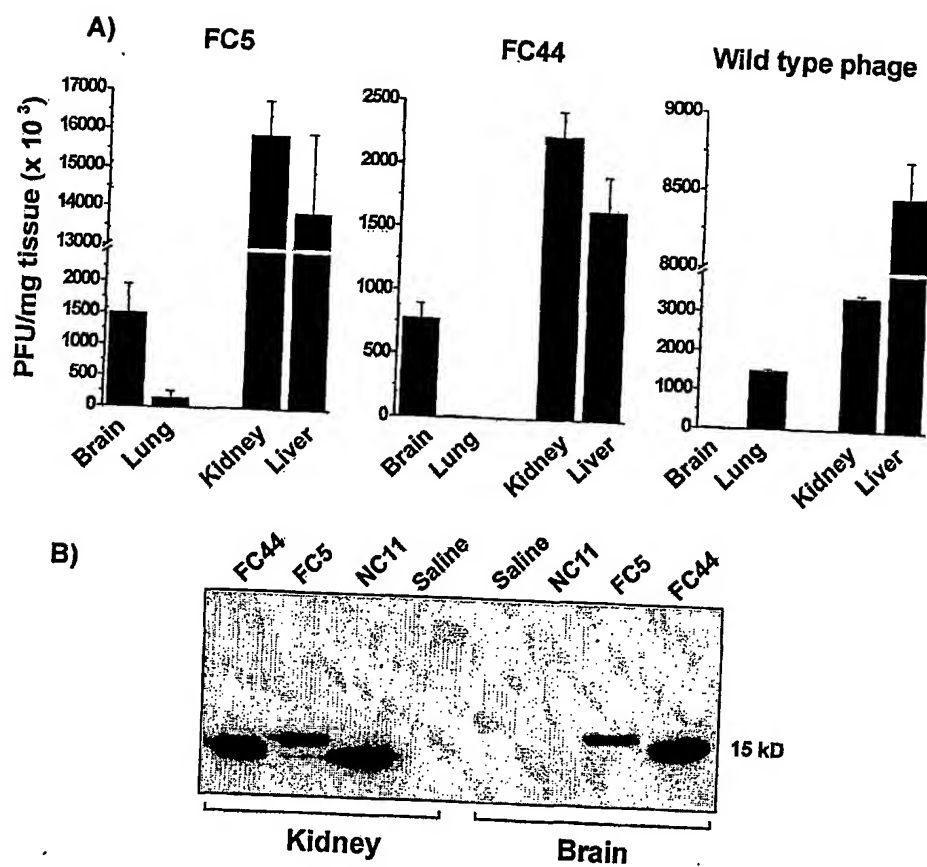 A)
FC5
FC44
Wild type phage
PFU/mg tissue (x 10 3)
17000
16000
15000
14000
13000
2000
1500
1000
500
0
Brain
Lung
Kidney
Liver
2500
2000
1500
1000
500
0
Brain
Lung
Kidney
Liver
9000
8500
8000
3000
1000
0
Brain
Lung
Kidney
Liver
B)
FC44
FC5
NC11
Saline
Saline
NC11
FC5
FC44
15 kD
Kidney
Brain